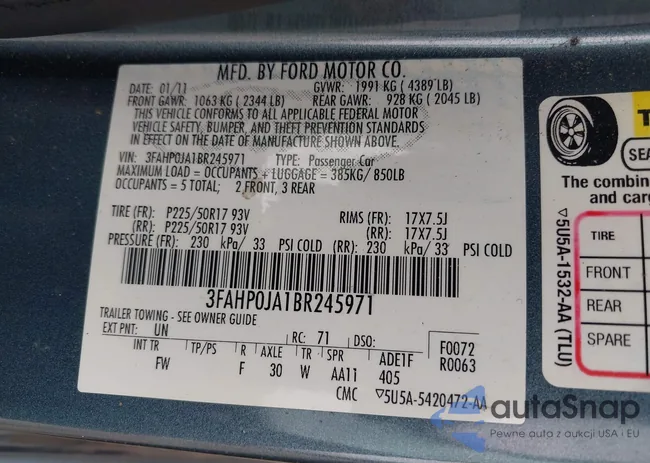 MFD. BY FORD MOTOR CO.
DATE: 01/11 GVWR: 1991 KG ( 4389 LB)
FRONT GAWR: 1063 KG ( 2344 LB) REAR GAWR: 928 KG ( 2045 LB)
THIS VEHICLE CONFORMS TO ALL APPLICABLE FEDERAL MOTOR
VEHICLE SAFETY, BUMPER, AND THEFT PREVENTION STANDARDS
IN EFFECT ON THE DATE OF MANUFACTURE SHOWN ABOVE.
VIN: 3FAHP0JA1BR245971 TYPE: Passenger Car
MAXIMUM LOAD = OCCUPANTS + LUGGAGE = 385KG/ 850LB
OCCUPANTS = 5 TOTAL; 2 FRONT, 3 REAR
TIRE (FR): P225/50R17 93V RIMS (FR): 17X7.5J
(RR): P225/50R17 93V (RR): 17X7.5J
PRESSURE (FR): 230 kPa/ 33 PSI COLD (RR): 230 kPa/ 33 PSI COLD
3FAHP0JA1BR245971
TRAILER TOWING - SEE OWNER GUIDE
EXT PNT: UN RC: 71 DSO: F0072
R0063
INT TR TP/PS R AXLE TR SPR ADE1F
FW F 30 W AA11 405
CMC ▽5U5A-5420472-AA
SEA
The combin
and carg
TIRE
FRONT
REAR
SPARE
▽5U5A-1532-AA (TLU)
autoSnap
Pewne auta z aukcji USA i EU